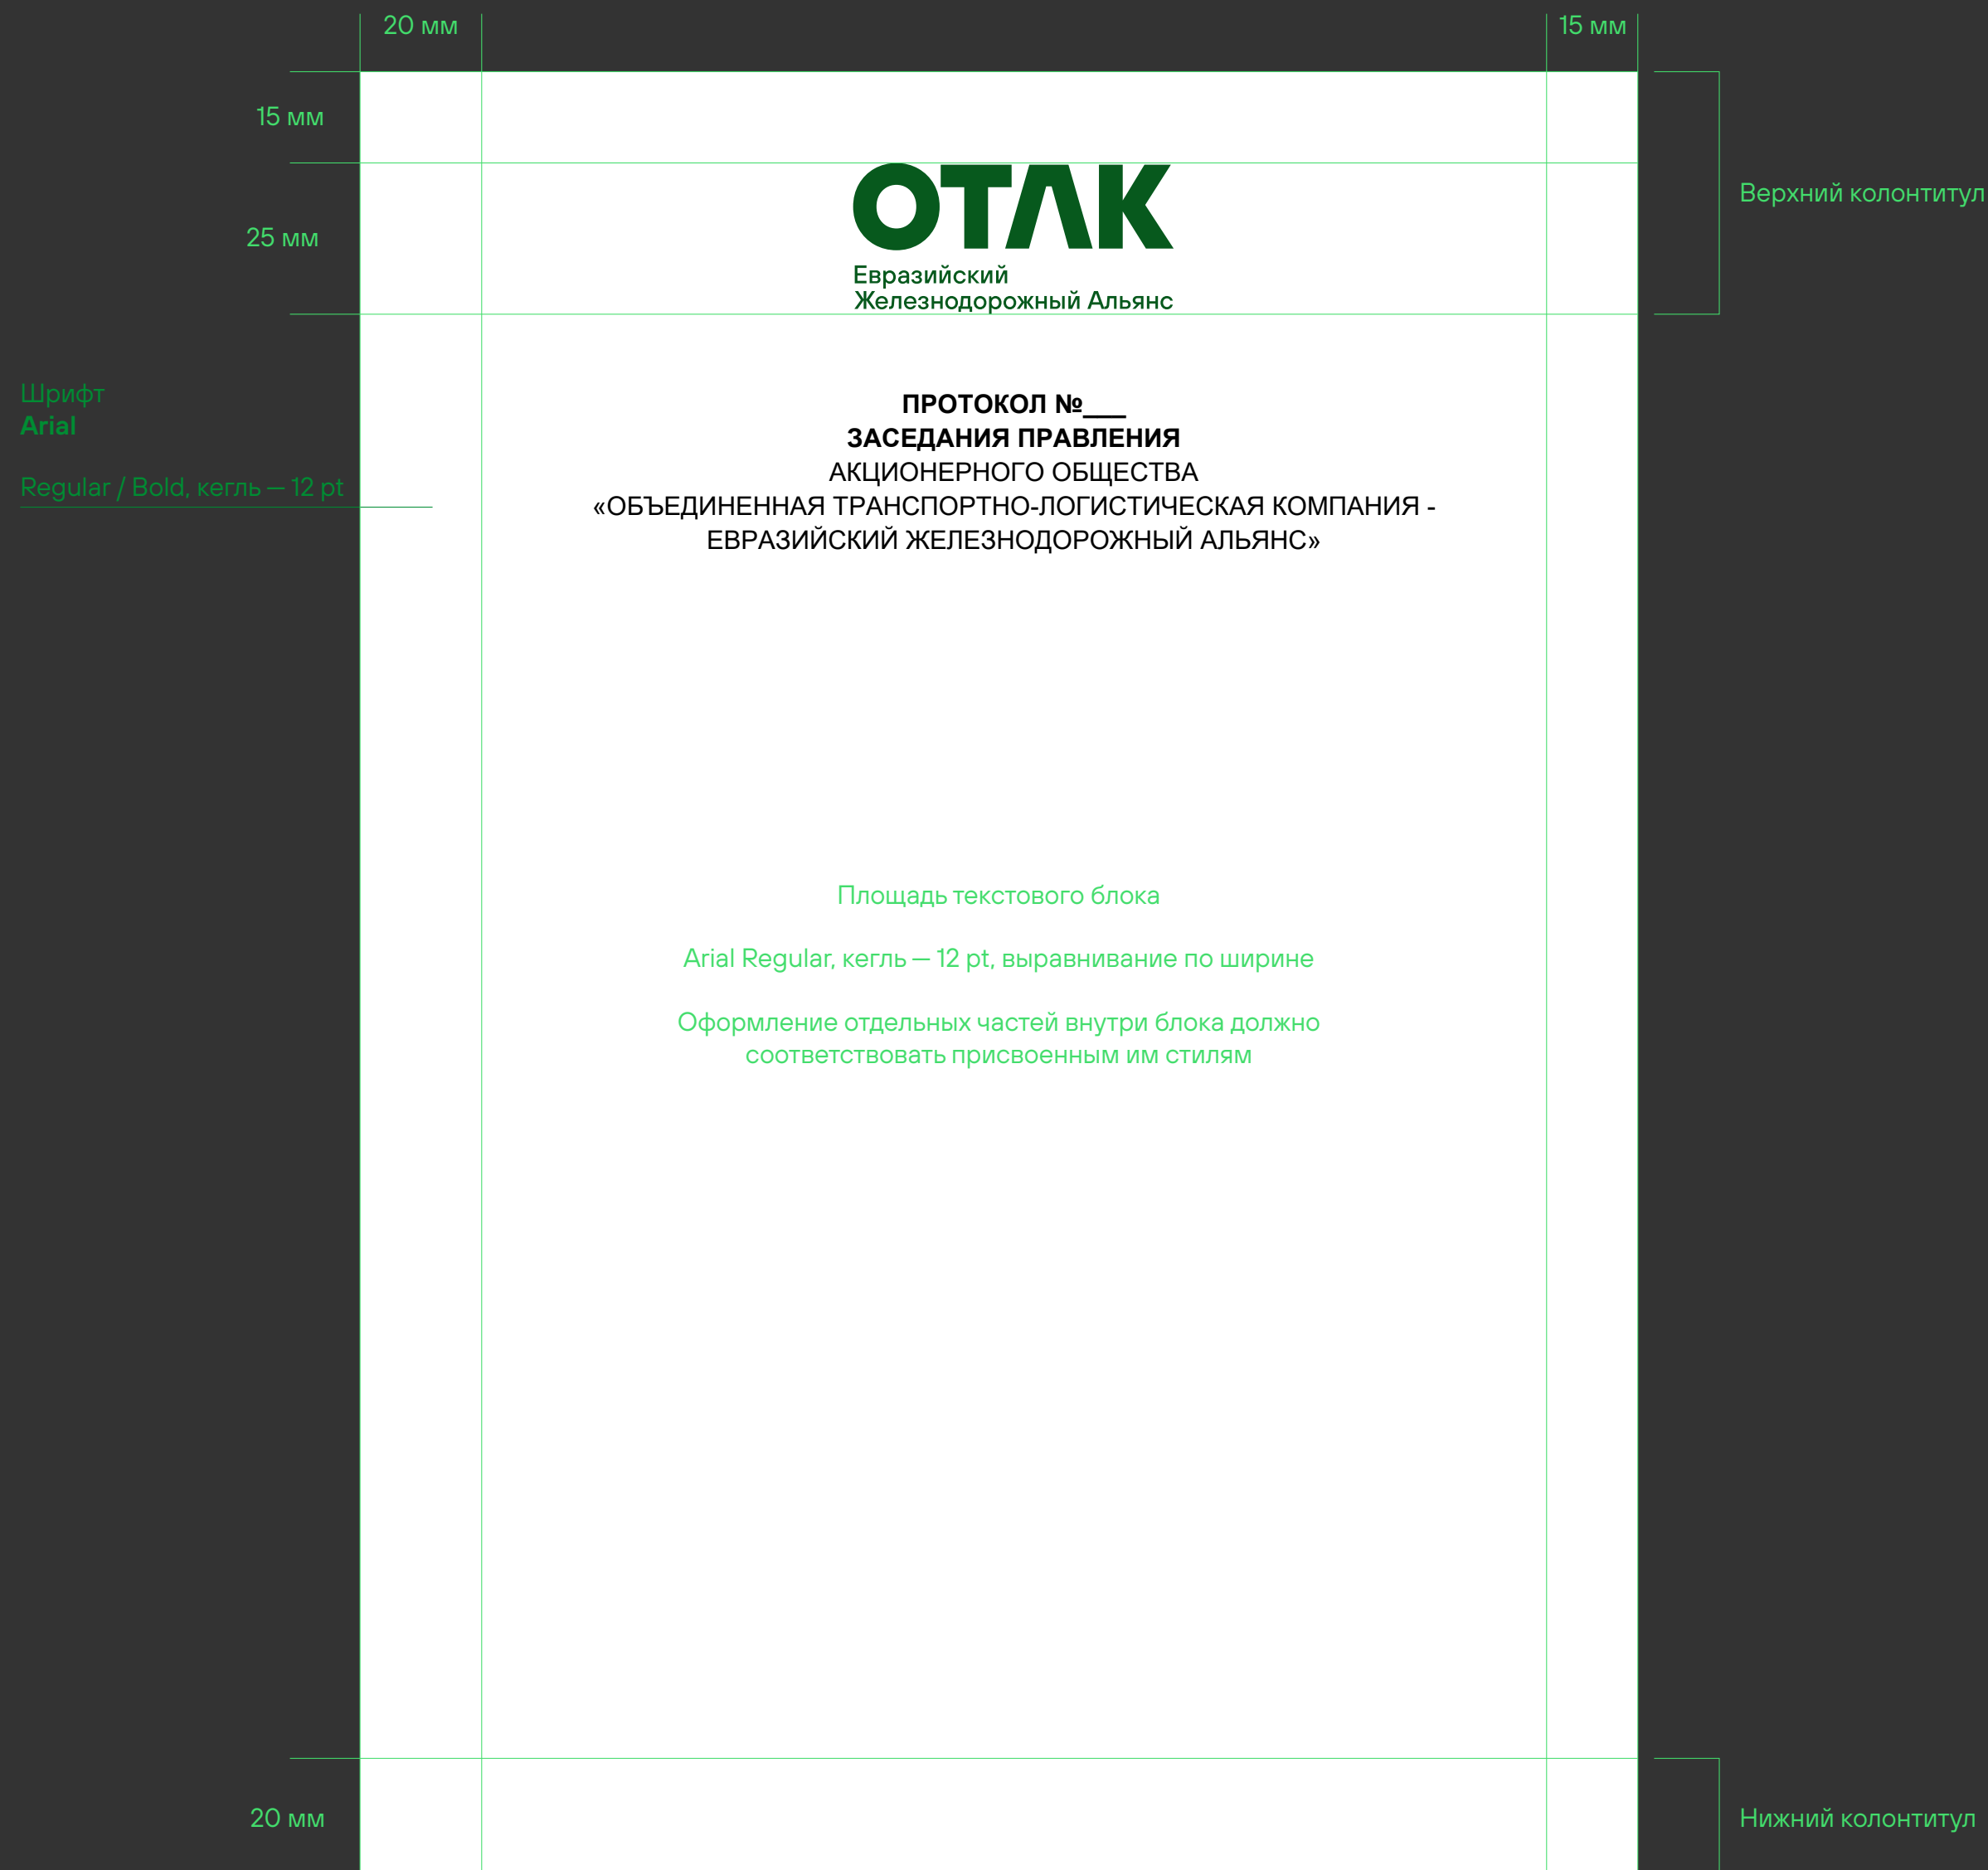 20 мм
15 мм
15 мм
ОТЛК
Верхний колонтитул
25 мм
Евразийский
Железнодорожный Альянс
Шрифт
Arial
Regular / Bold, кегль — 12 pt
ПРОТОКОЛ №___
ЗАСЕДАНИЯ ПРАВЛЕНИЯ
АКЦИОНЕРНОГО ОБЩЕСТВА
«ОБЪЕДИНЕННАЯ ТРАНСПОРТНО-ЛОГИСТИЧЕСКАЯ КОМПАНИЯ -
ЕВРАЗИЙСКИЙ ЖЕЛЕЗНОДОРОЖНЫЙ АЛЬЯНС»
Площадь текстового блока
Arial Regular, кегль — 12 pt, выравнивание по ширине
Оформление отдельных частей внутри блока должно
соответствовать присвоенным им стилям
20 мм
Нижний колонтитул